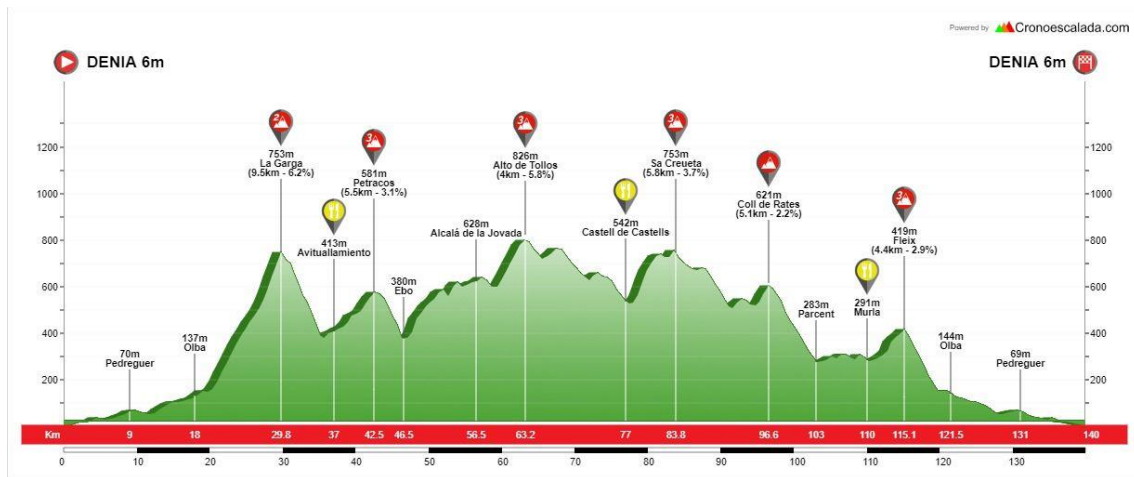 Powered by Cronoescalada.com
DENIA 6m
DENIA 6m
1200
1000
800
600
400
200
1200
1000
800
600
400
200
70m
Pedreguer
137m
Olba
2
753m
La Garga
(9.5km - 6.2%)
413m
Avituallamiento
3
581m
Petracos
(5.5km - 3.1%)
380m
Ebo
628m
Alcalá de la Jovada
3
826m
Alto de Tollos
(4km - 5.8%)
542m
Castell de Castells
3
753m
Sa Creueta
(5.8km - 3.7%)
621m
Coll de Rates
(5.1km - 2.2%)
283m
Parcent
291m
Murla
3
419m
Fleix
(4.4km - 2.9%)
144m
Olba
69m
Pedreguer
Km 9 18 29.8 37 42.5 46.5 56.5 63.2 77 83.8 96.6 103 110 115.1 121.5 131 140
0 10 20 30 40 50 60 70 80 90 100 110 120 130